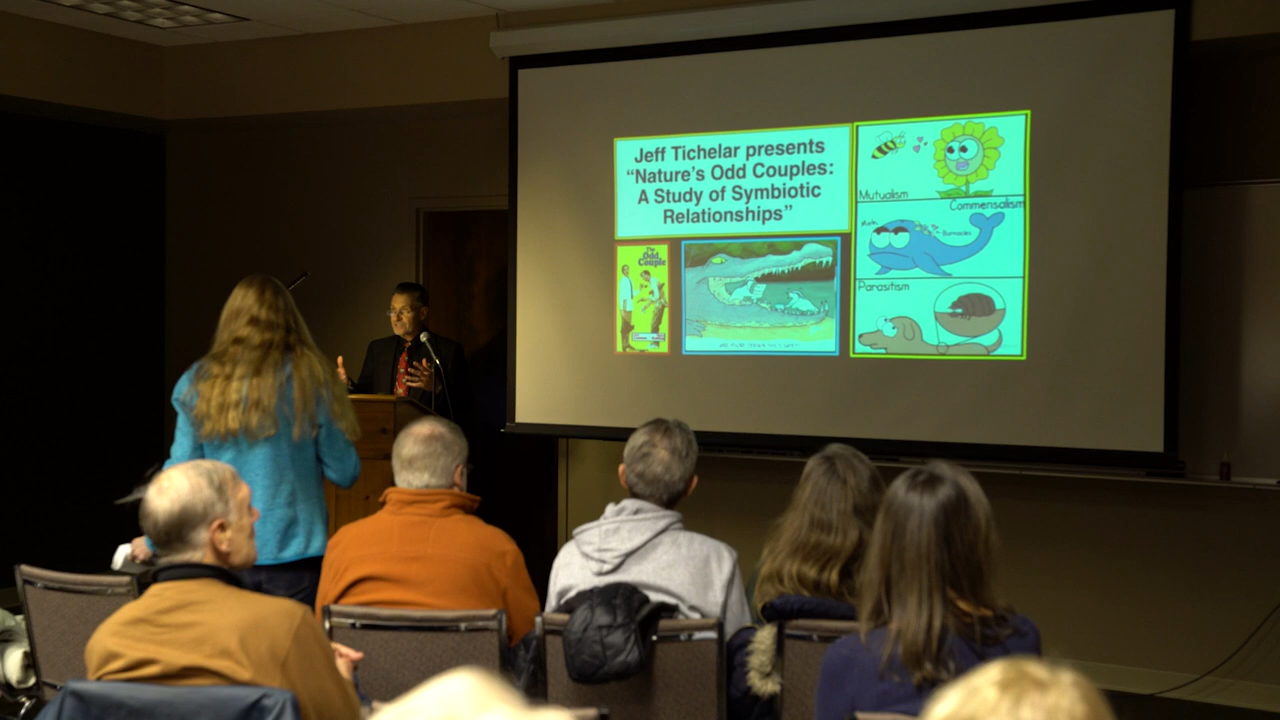 Jeff Tichelar presents
“Nature’s Odd Couples:
A Study of Symbiotic
Relationships”
The
Odd
Couple
Mutualism
Commensalism
Barnacles
Parasitism